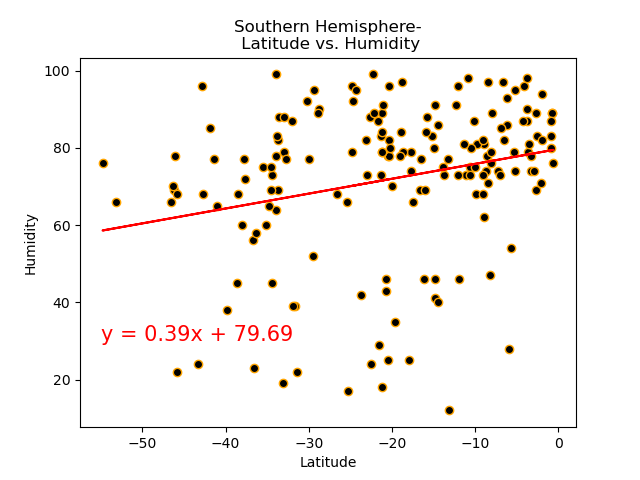 Southern Hemisphere-
Latitude vs. Humidity
100
80
60
40
20
Humidity
y = 0.39x + 79.69
−50
−40
−30
−20
−10
0
Latitude